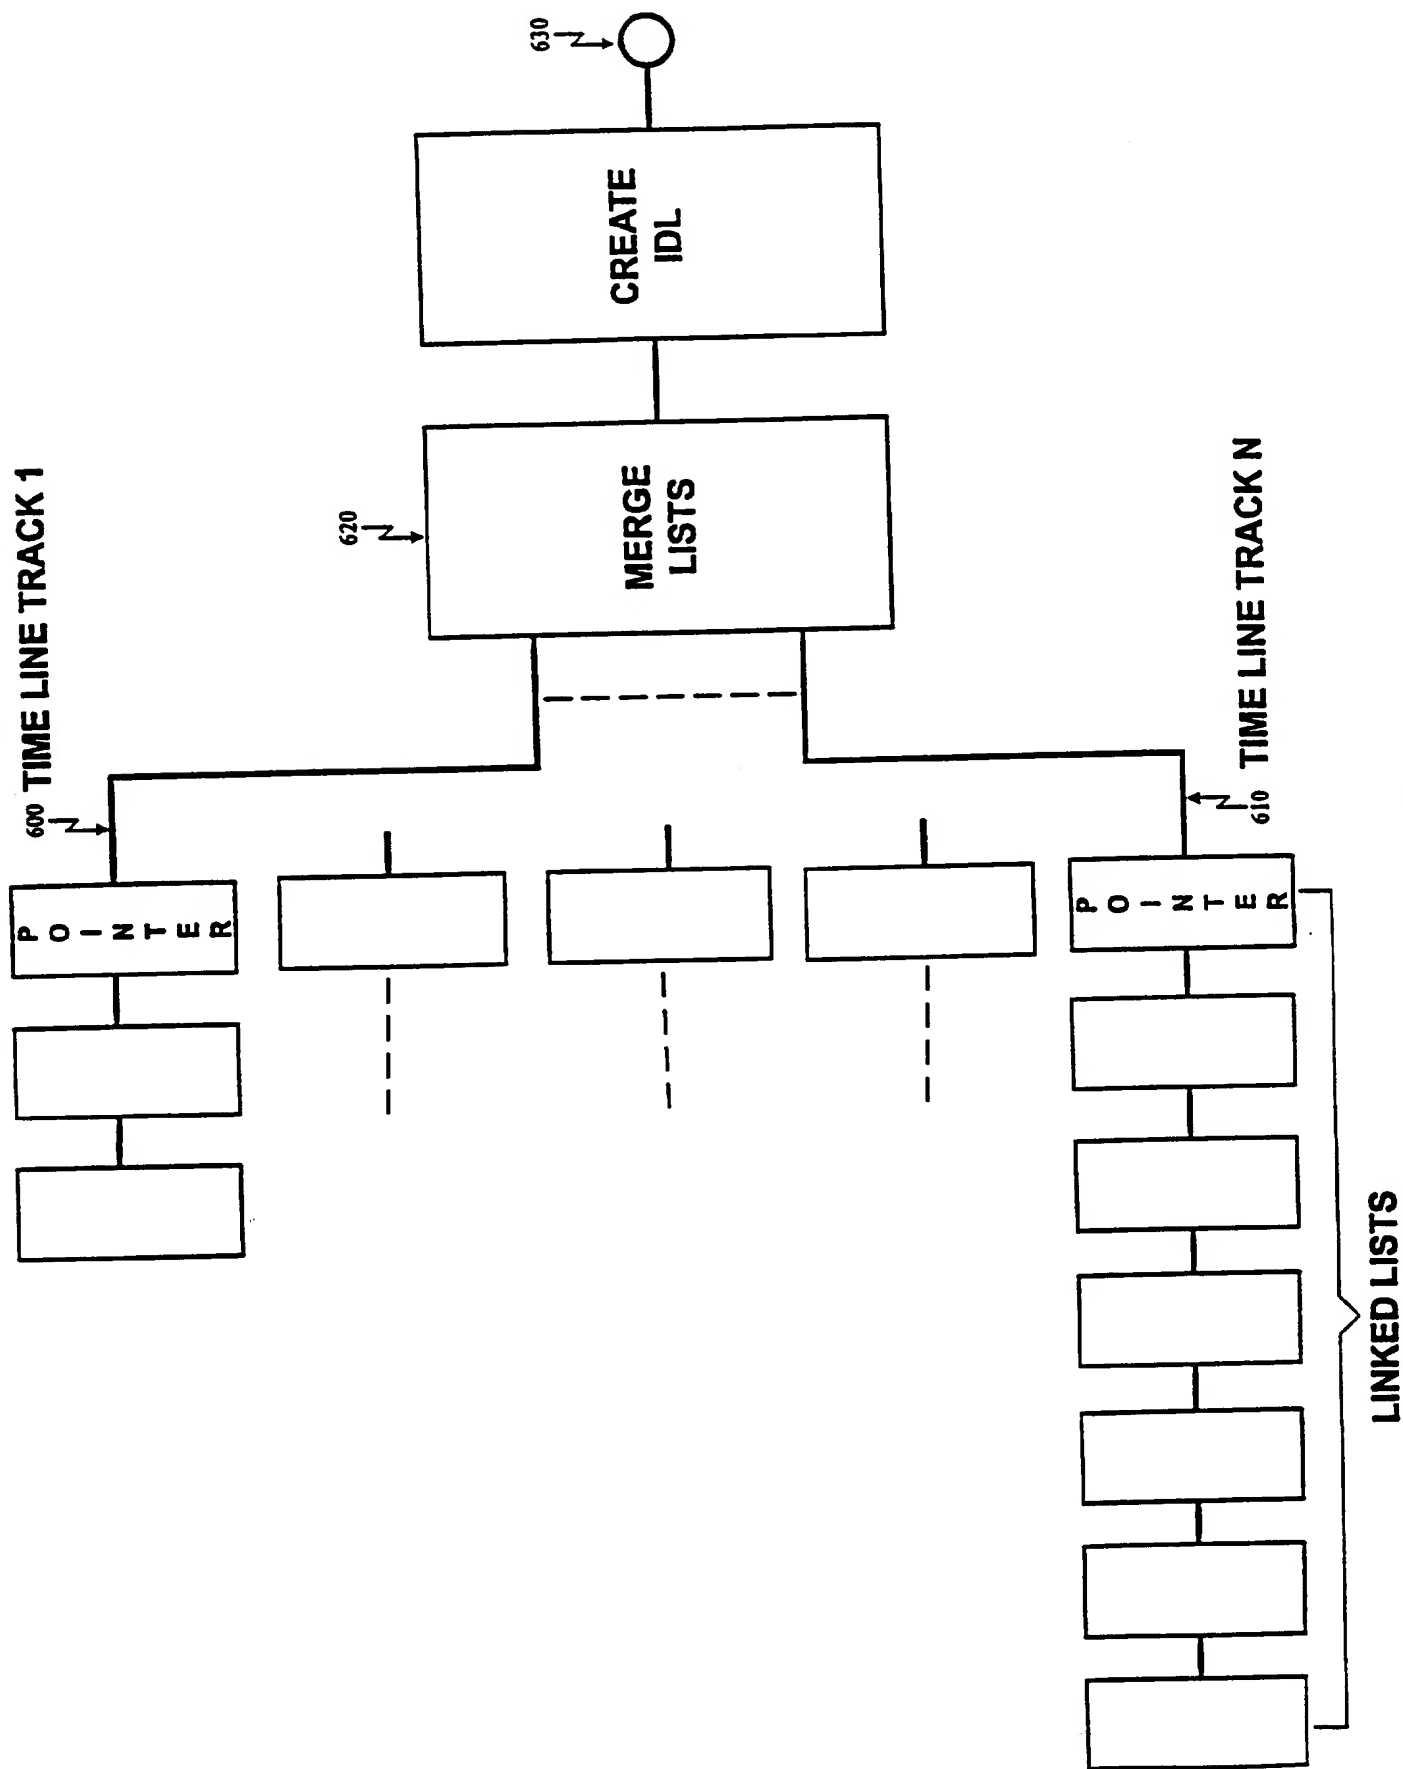 600
TIME LINE TRACK 1
POINTER
620
MERGE
LISTS
CREATE
IDL
630
POINTER
610
TIME LINE TRACK N
LINKED LISTS